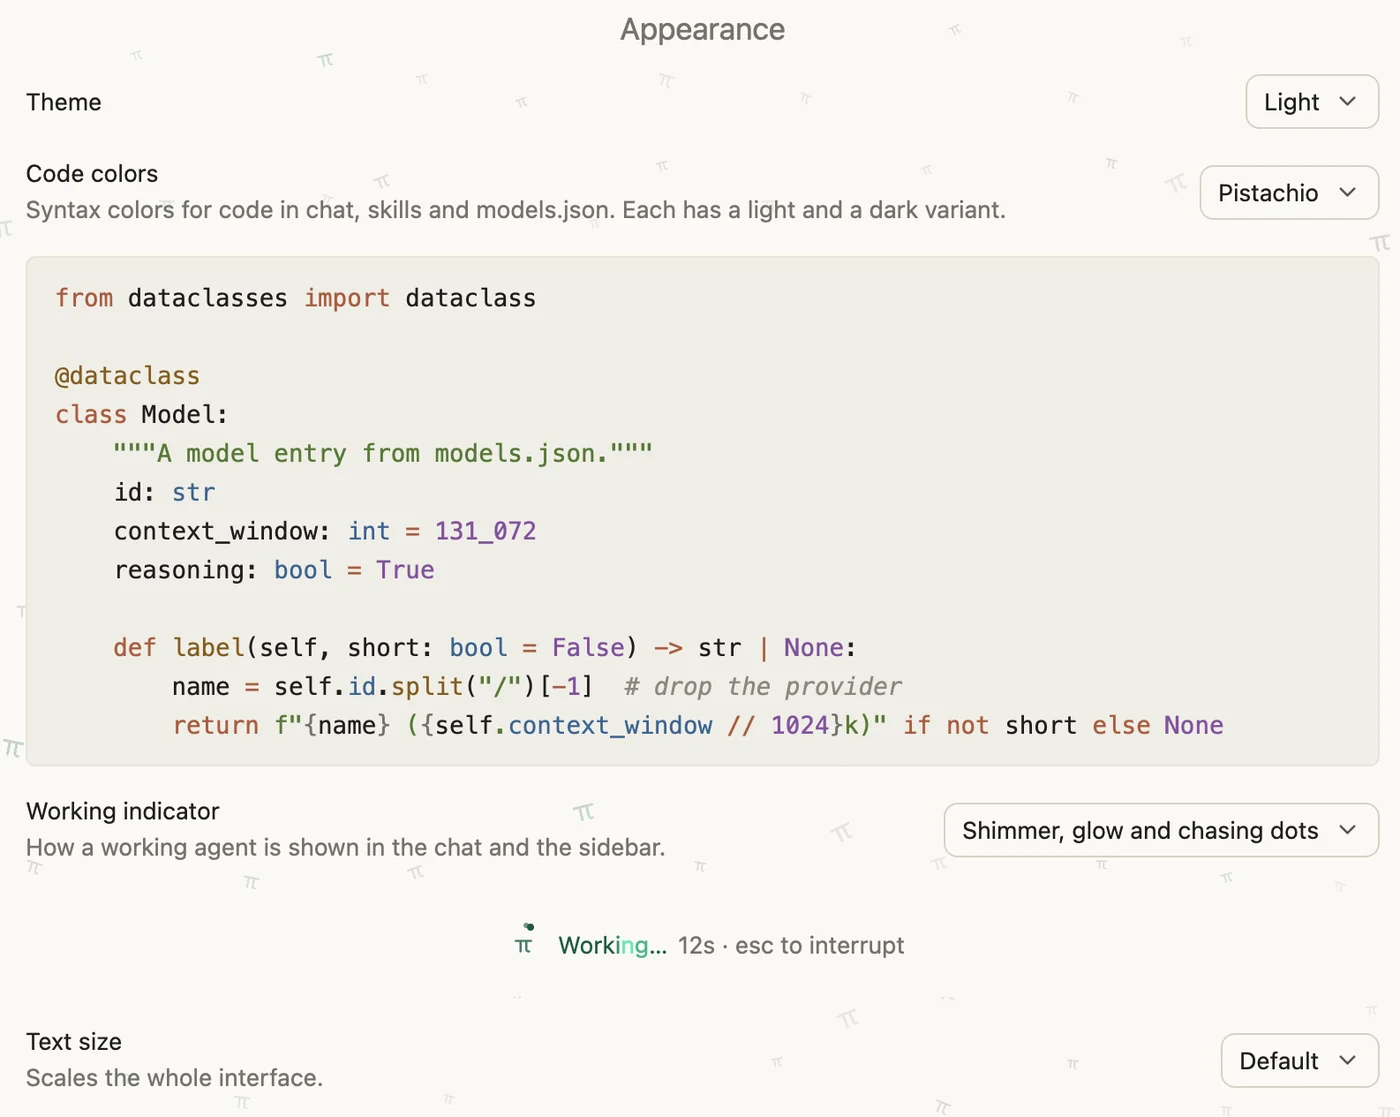 Appearance
Theme
Light
Code colors
Syntax colors for code in chat, skills and models.json. Each has a light and a dark variant.
Pistachio
from dataclasses import dataclass
@dataclass
class Model:
    """A model entry from models.json."""
    id: str
    context_window: int = 131_072
    reasoning: bool = True
    def label(self, short: bool = False) -> str | None:
        name = self.id.split("/")[-1]  # drop the provider
        return f"{name} ({self.context_window // 1024}k)" if not short else None
Working indicator
How a working agent is shown in the chat and the sidebar.
Shimmer, glow and chasing dots
π Working... 12s · esc to interrupt
Text size
Scales the whole interface.
Default